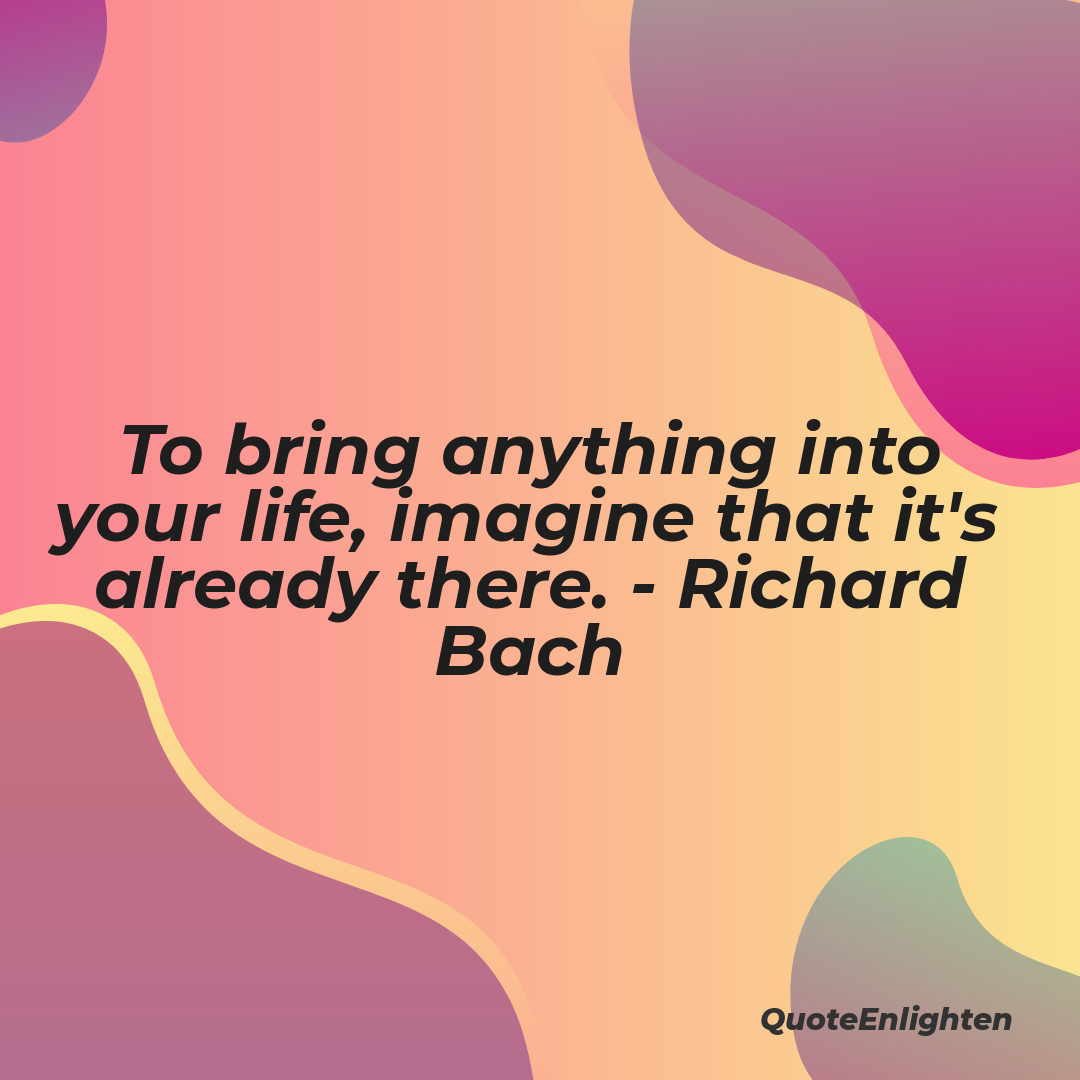 To bring anything into
your life, imagine that it's
already there. - Richard
Bach
QuoteEnlighten